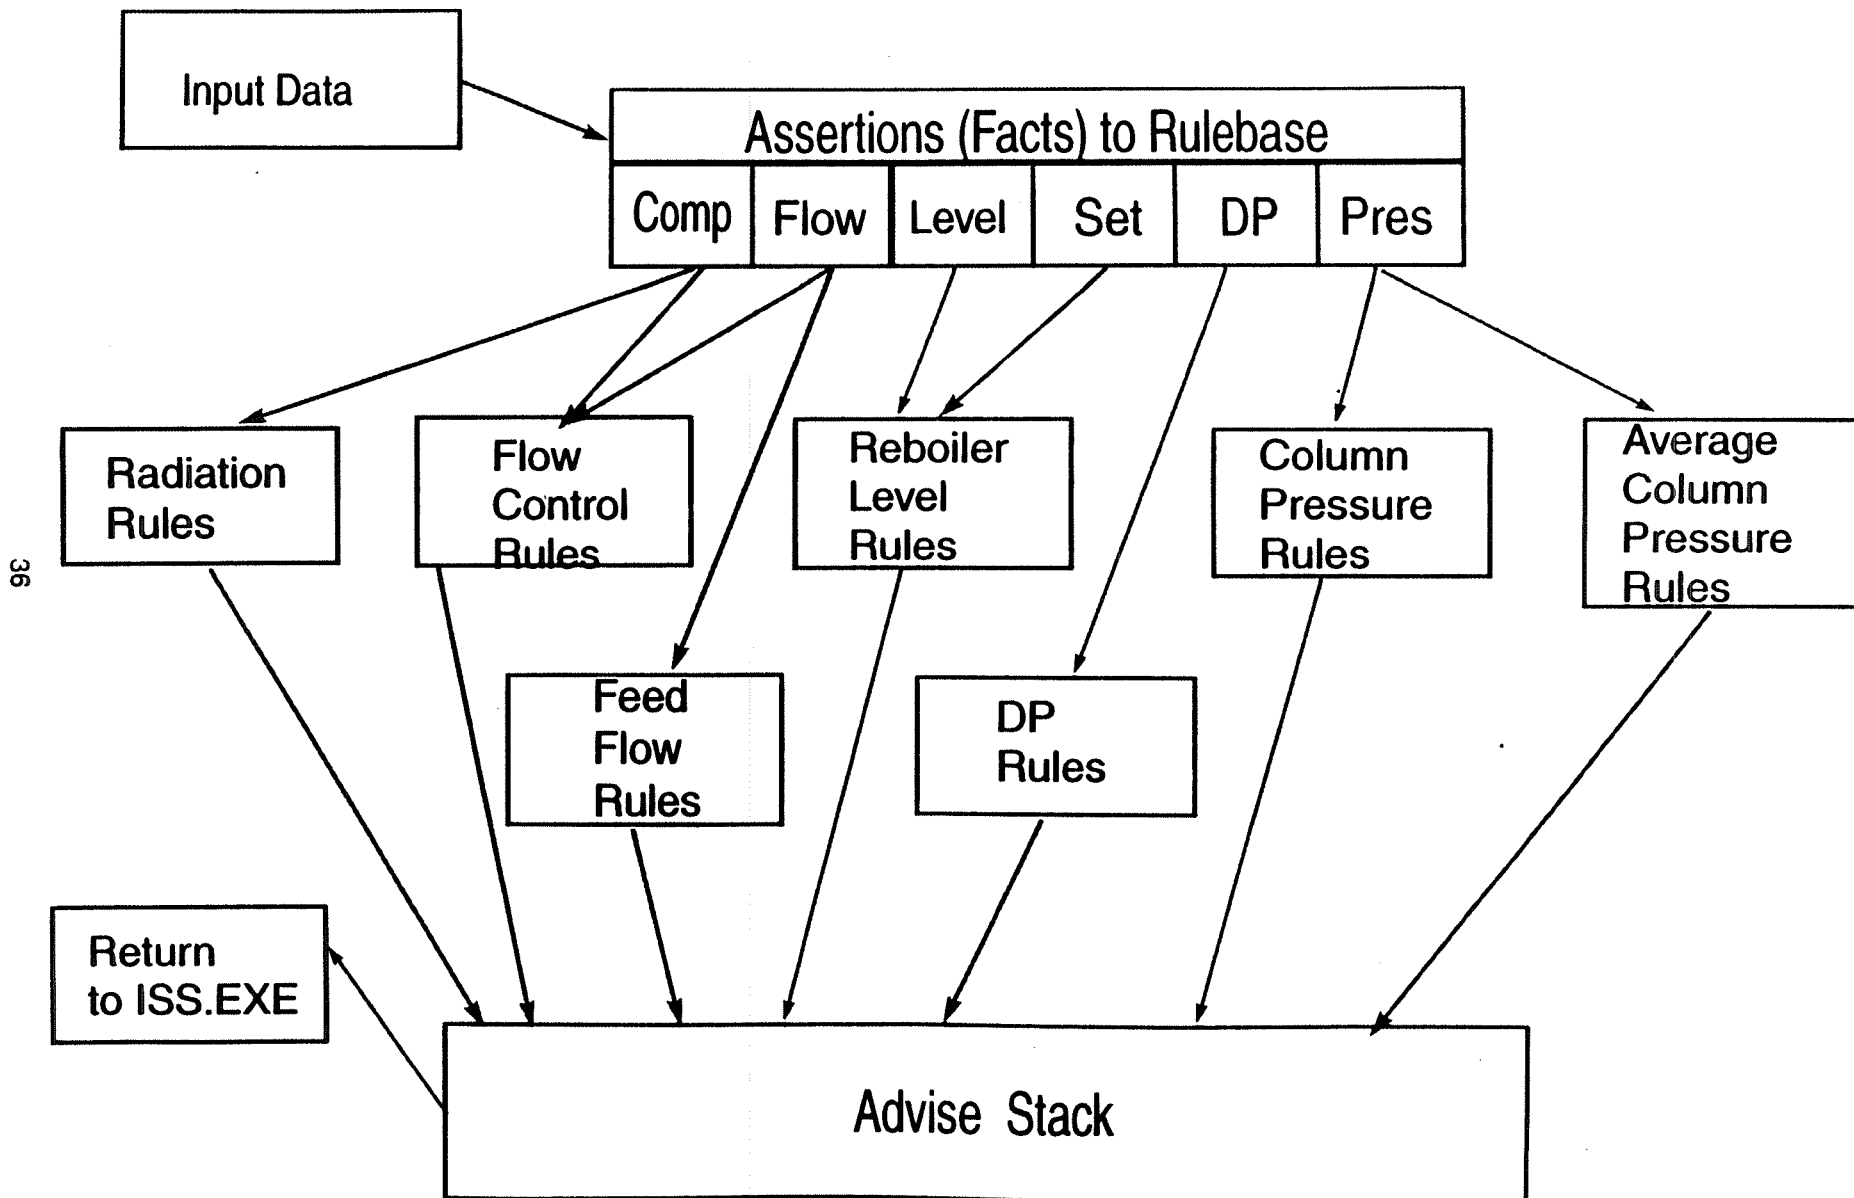 Input Data
Assertions (Facts) to Rulebase
Comp Flow Level Set DP Pres
Radiation
Rules
Flow
Control
Rules
Reboiler
Level
Rules
Column
Pressure
Rules
Average
Column
Pressure
Rules
36
Feed
Flow
Rules
DP
Rules
Return
to ISS.EXE
Advise Stack